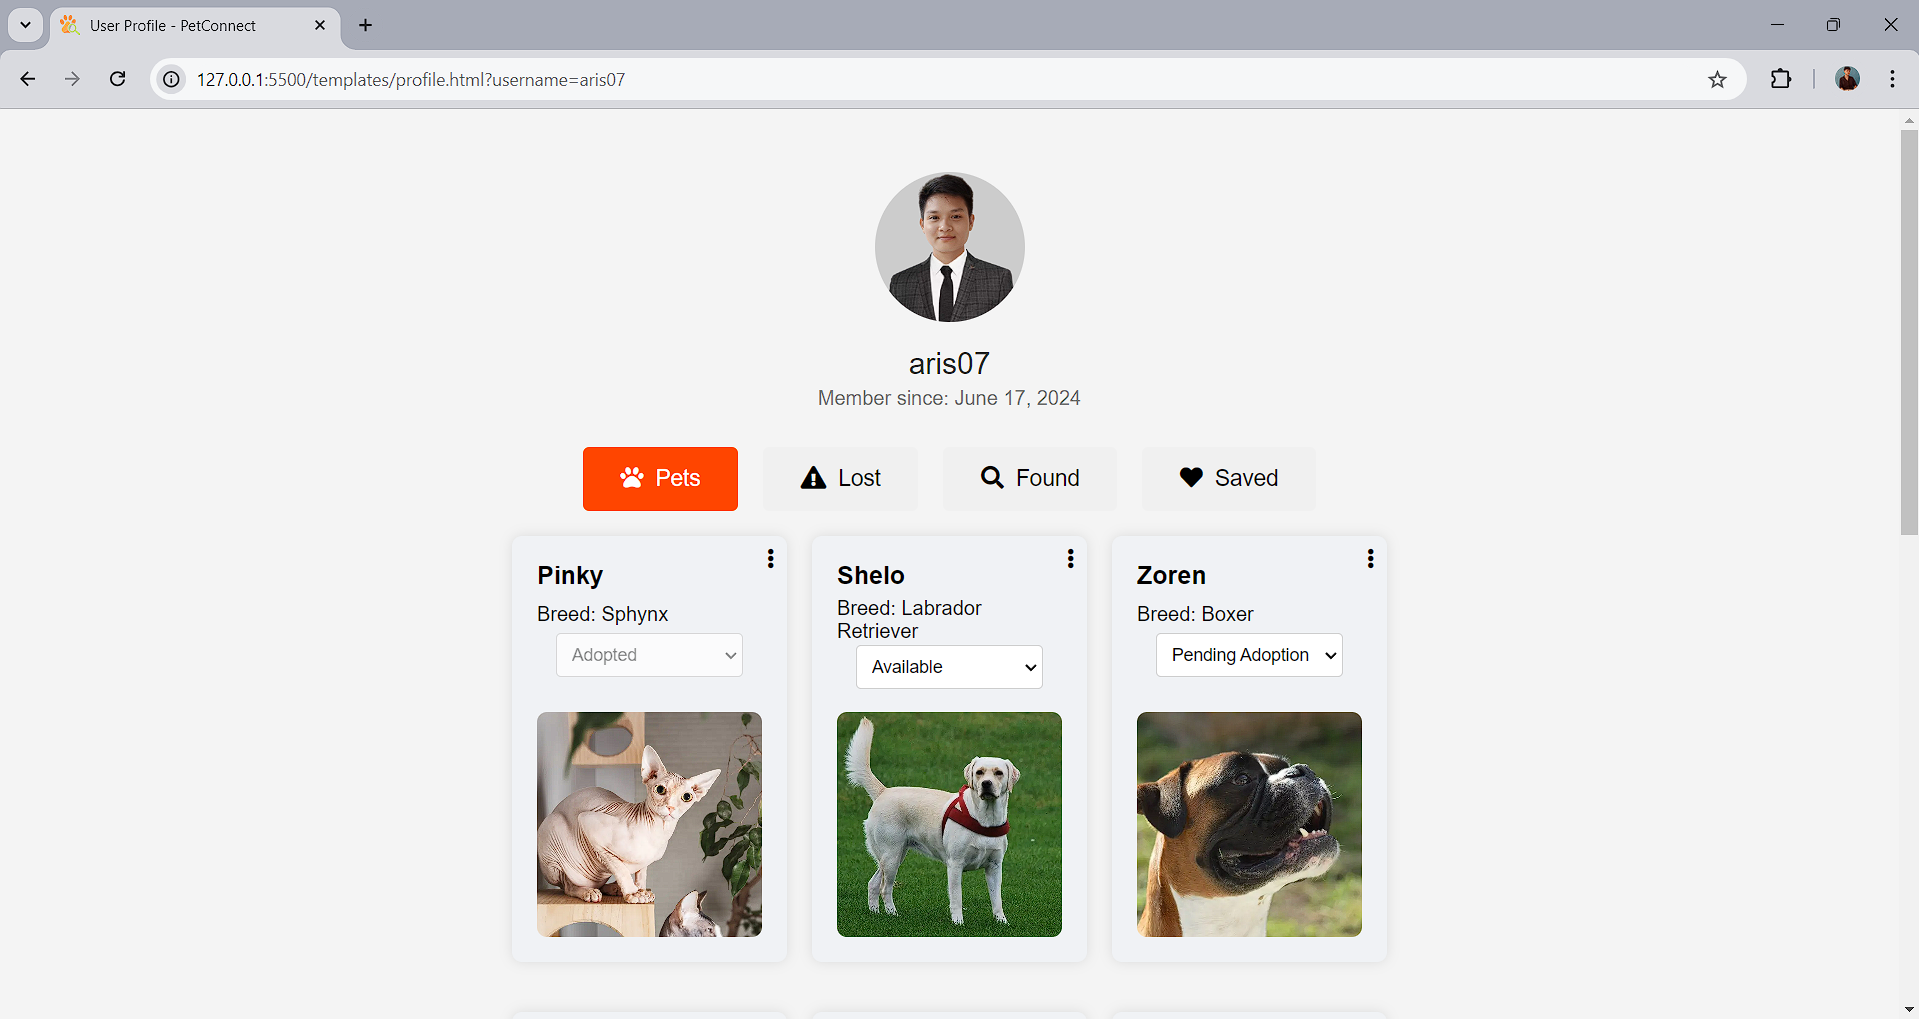 User Profile - PetConnect
127.0.0.1:5500/templates/profile.html?username=aris07
aris07
Member since: June 17, 2024
Pets
Lost
Found
Saved
Pinky
Breed: Sphynx
Adopted
Shelo
Breed: Labrador
Retriever
Available
Zoren
Breed: Boxer
Pending Adoption